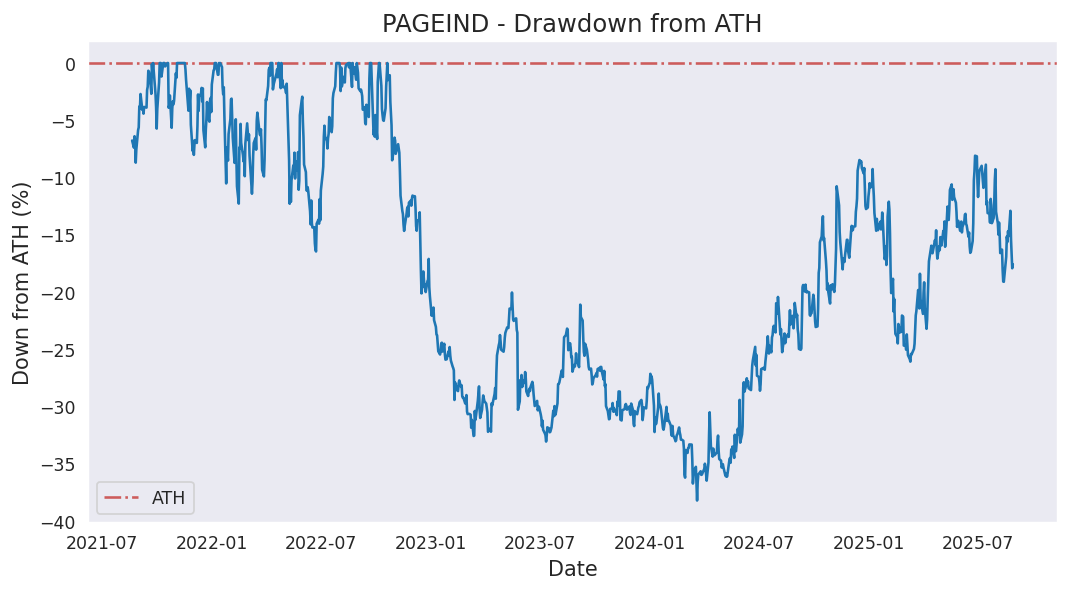 PAGEIND - Drawdown from ATH
Down from ATH (%)
0
−5
−10
−15
−20
−25
−30
−35
−40
ATH
2021-07 2022-01 2022-07 2023-01 2023-07 2024-01 2024-07 2025-01 2025-07
Date